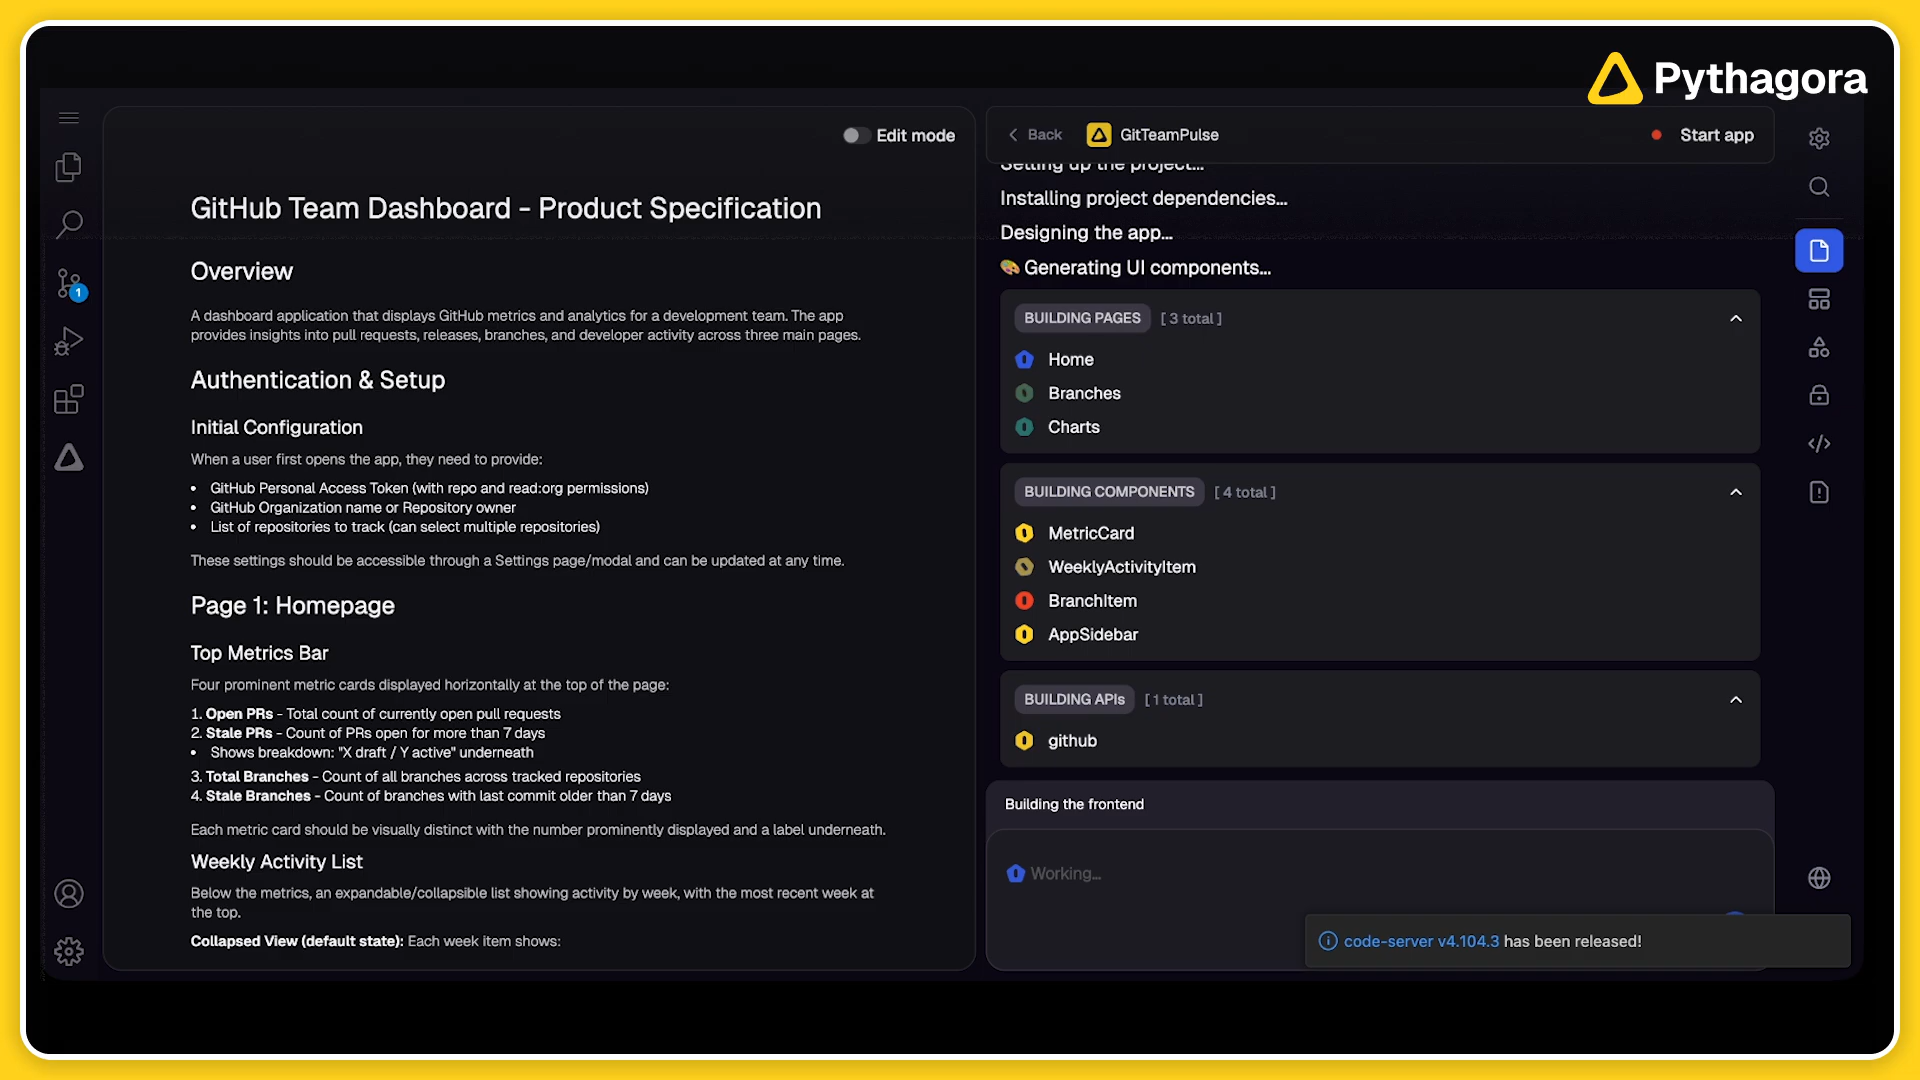 Pythagora
Edit mode
GitHub Team Dashboard - Product Specification
Overview
A dashboard application that displays GitHub metrics and analytics for a development team. The app
provides insights into pull requests, releases, branches, and developer activity across three main pages.
Authentication & Setup
Initial Configuration
When a user first opens the app, they need to provide:
• GitHub Personal Access Token (with repo and read:org permissions)
• GitHub Organization name or Repository owner
• List of repositories to track (can select multiple repositories)
These settings should be accessible through a Settings page/modal and can be updated at any time.
Page 1: Homepage
Top Metrics Bar
Four prominent metric cards displayed horizontally at the top of the page:
1. Open PRs - Total count of currently open pull requests
2. Stale PRs - Count of PRs open for more than 7 days
• Shows breakdown: "X draft / Y active" underneath
3. Total Branches - Count of all branches across tracked repositories
4. Stale Branches - Count of branches with last commit older than 7 days
Each metric card should be visually distinct with the number prominently displayed and a label underneath.
Weekly Activity List
Below the metrics, an expandable/collapsible list showing activity by week, with the most recent week at
the top.
Collapsed View (default state): Each week item shows:
1
Back
GitTeamPulse
Start app
Setting up the project...
Installing project dependencies...
Designing the app...
🎨 Generating UI components...
BUILDING PAGES [ 3 total ]
Home
Branches
Charts
BUILDING COMPONENTS [ 4 total ]
MetricCard
WeeklyActivityItem
BranchItem
AppSidebar
BUILDING APIs [ 1 total ]
github
Building the frontend
Working...
code-server v4.104.3 has been released!